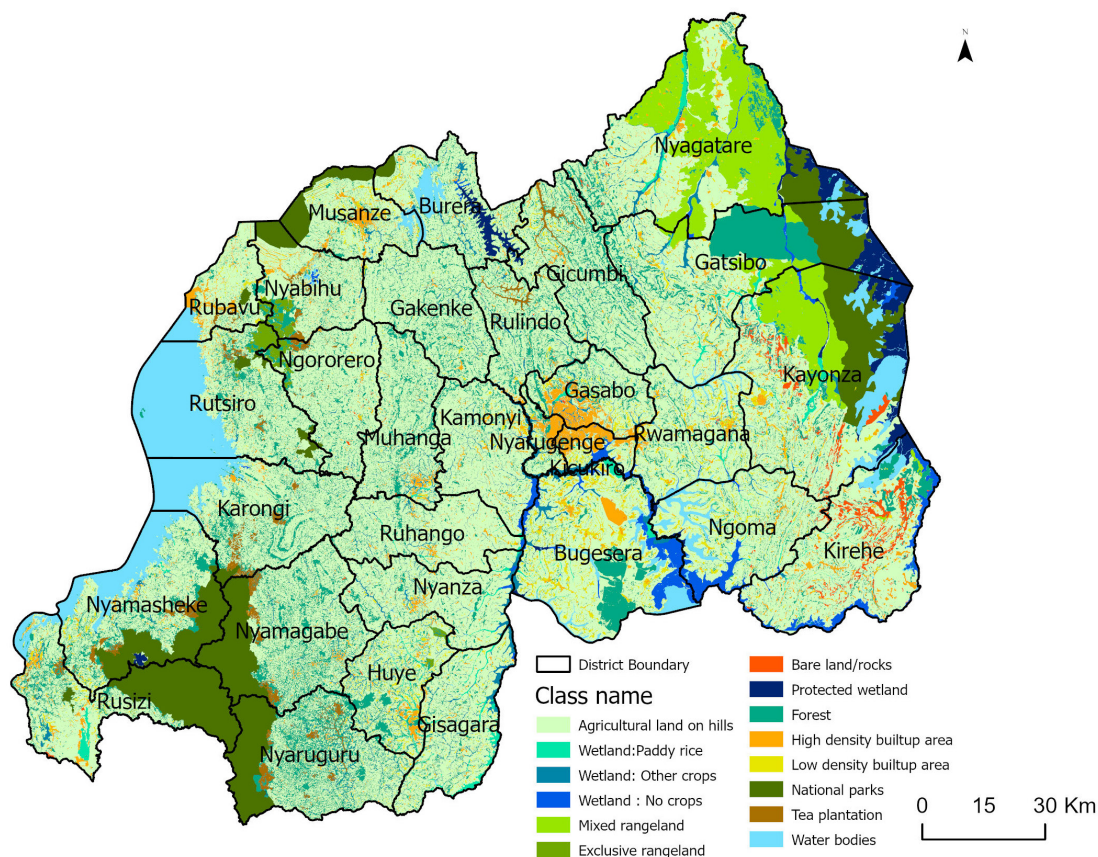 N
Nyagatare
Musanze
Burera
Gatsibo
Gicumbi
Nyabihu
Rubavu
Gakenke
Rulindo
Ngororero
Kayonza
Gasabo
Rutsiro
Kamonyi
Muhanga
Nyarugenge
Rwamagana
Kicukiro
Karongi
Ruhango
Ngoma
Bugesera
Kirehe
Nyanza
Nyamasheke
Nyamagabe
Huye
Rusizi
Gisagara
Nyaruguru
District Boundary
Class name
Agricultural land on hills
Wetland:Paddy rice
Wetland: Other crops
Wetland : No crops
Mixed rangeland
Exclusive rangeland
Bare land/rocks
Protected wetland
Forest
High density builtup area
Low density builtup area
National parks
Tea plantation
Water bodies
0 15 30 Km